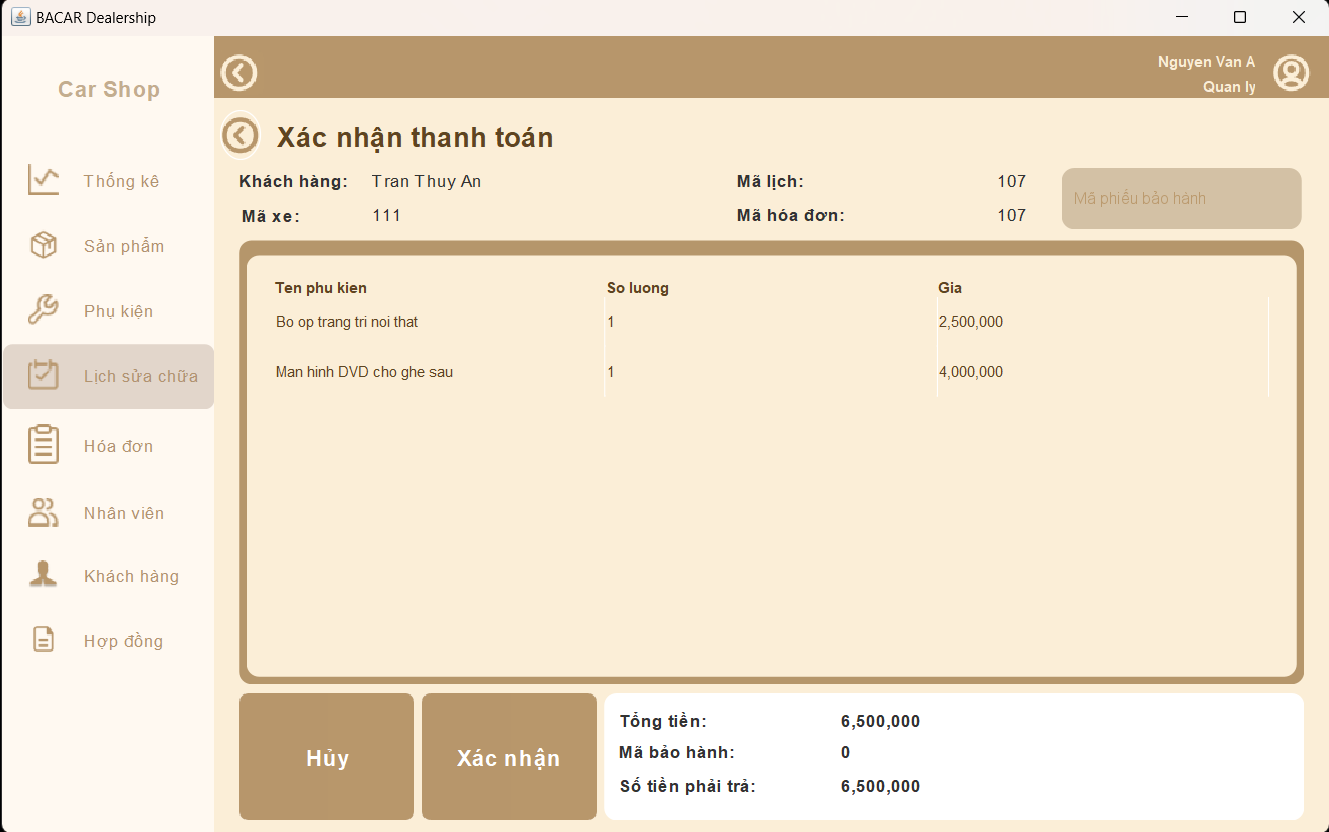 BACAR Dealership
Car Shop
Thống kê
Sản phẩm
Phụ kiện
Lịch sửa chữa
Hóa đơn
Nhân viên
Khách hàng
Hợp đồng
Nguyen Van A
Quan ly
Xác nhận thanh toán
Khách hàng: Tran Thuy An Mã lịch: 107
Mã xe: 111 Mã hóa đơn: 107
Mã phiếu bảo hành
Ten phu kien So luong Gia
Bo op trang tri noi that 1 2,500,000
Man hinh DVD cho ghe sau 1 4,000,000
Hủy
Xác nhận
Tổng tiền: 6,500,000
Mã bảo hành: 0
Số tiền phải trả: 6,500,000